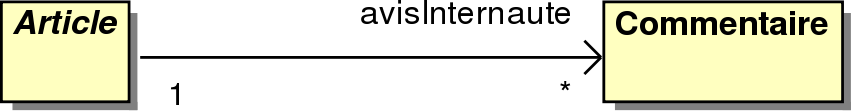 Article
avisInternaute
Commentaire
1
*